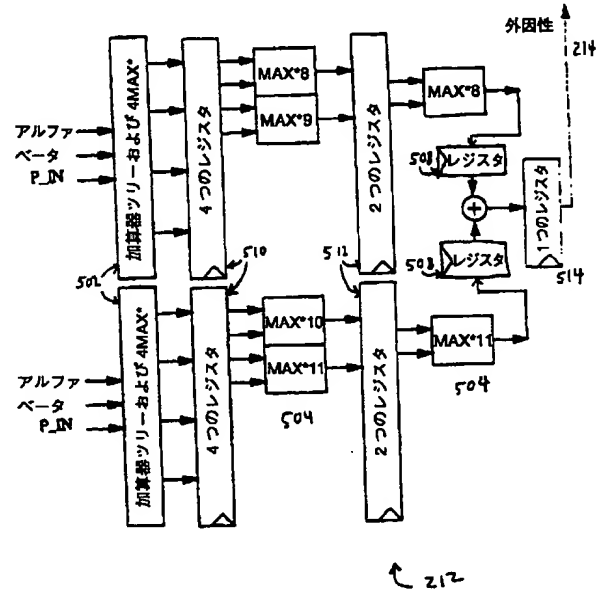 外因性
214
加算器ツリーおよび4MAX*
4つのレジスタ
MAX*8
MAX*9
2つのレジスタ
MAX*8
アルファ
ベータ
P_IN
508
レジスタ
+
1つのレジスタ
508
レジスタ
514
502
510
512
加算器ツリーおよび4MAX*
4つのレジスタ
MAX*10
MAX*11
2つのレジスタ
MAX*11
アルファ
ベータ
P_IN
504
504
212